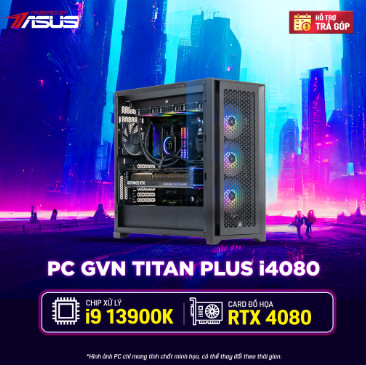 POWERED BY
ASUS
HỖ TRỢ
TRẢ GÓP
GEFORCE RTX
PC GVN TITAN PLUS i4080
CHIP XỬ LÝ
i9 13900K
CARD ĐỒ HỌA
RTX 4080
*Hình ảnh PC chỉ mang tính chất minh họa, có thể thay đổi theo thời gian.